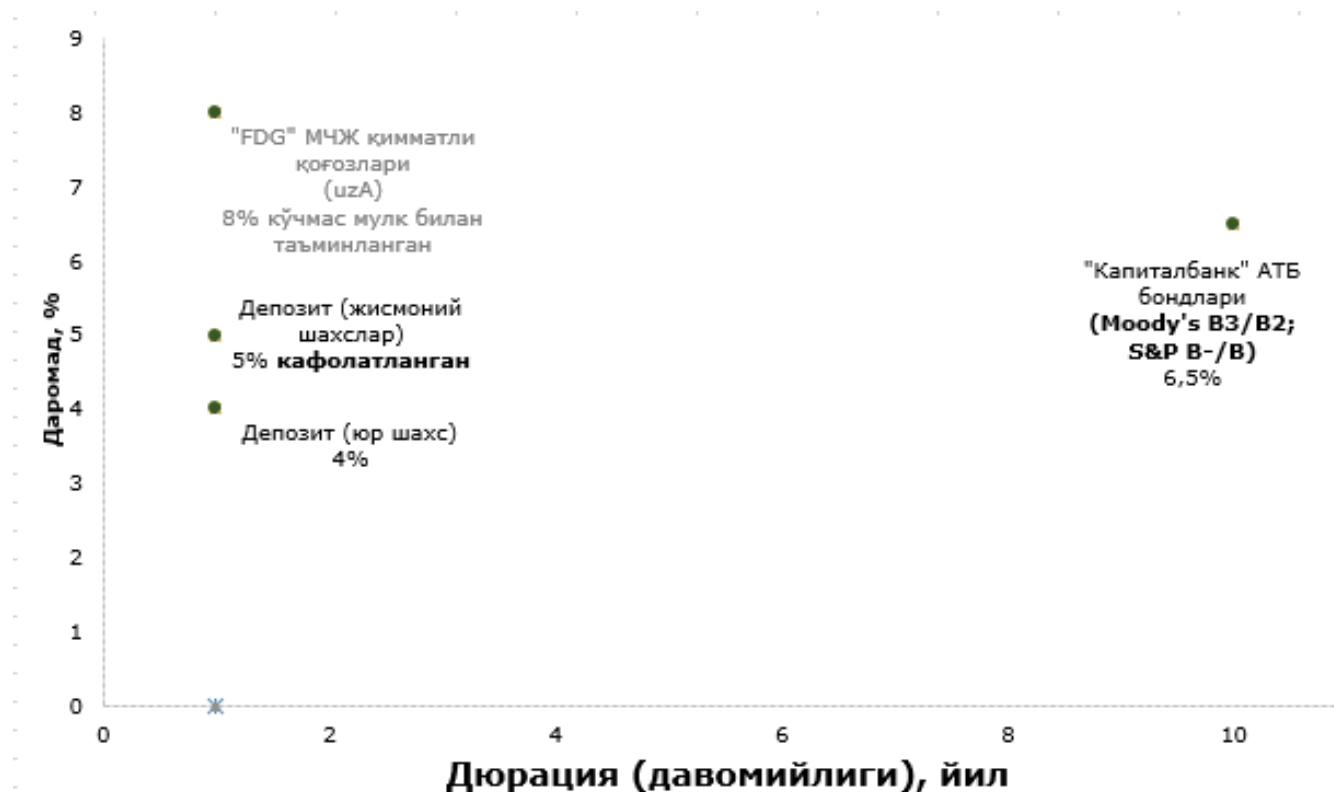 9
8
"FDG" МЧЖ қимматли
қоғозлари
(uzA)
8% кўчмас мулк билан
таъминланган
7
6
"Капиталбанк" АТБ
бондлари
(Moody's B3/B2;
S&P B-/B)
6,5%
Депозит (жисмоний
шахслар)
5% кафолатланган
5
4
Депозит (юр шахс)
4%
3
2
1
0
Даромад, %
0 2 4 6 8 10
Дюрация (давомийлиги), йил